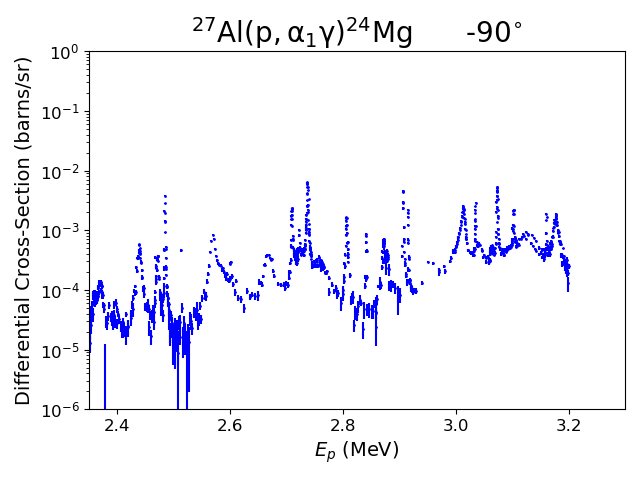 ²⁷Al(p, α₁γ)²⁴Mg -90°
Differential Cross-Section (barns/sr)
10⁰
10⁻¹
10⁻²
10⁻³
10⁻⁴
10⁻⁵
10⁻⁶
2.4 2.6 2.8 3.0 3.2
Eₚ (MeV)